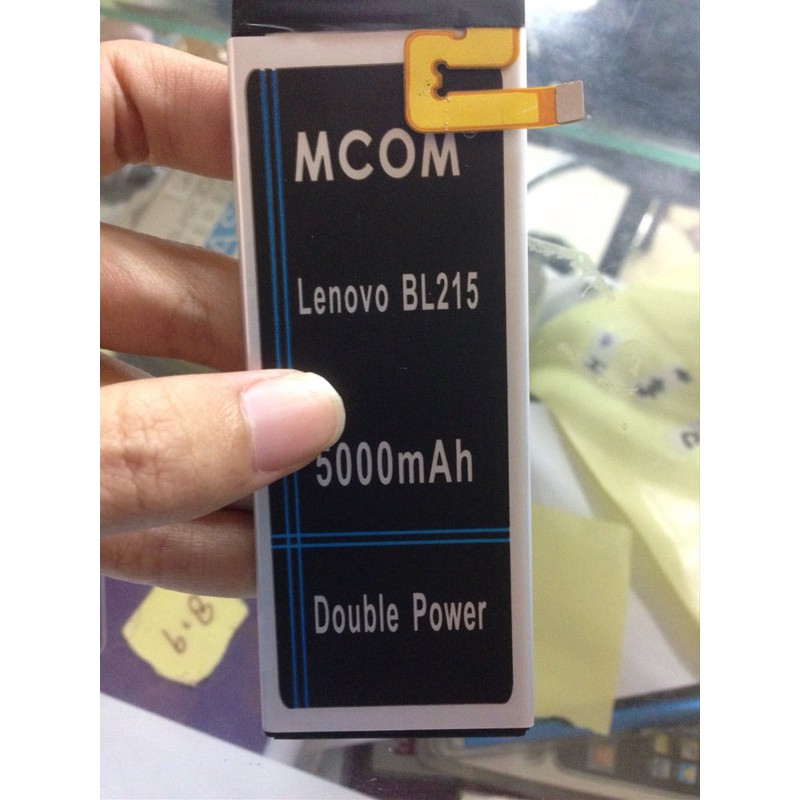 MCOM
Lenovo BL215
5000mAh
Double Power